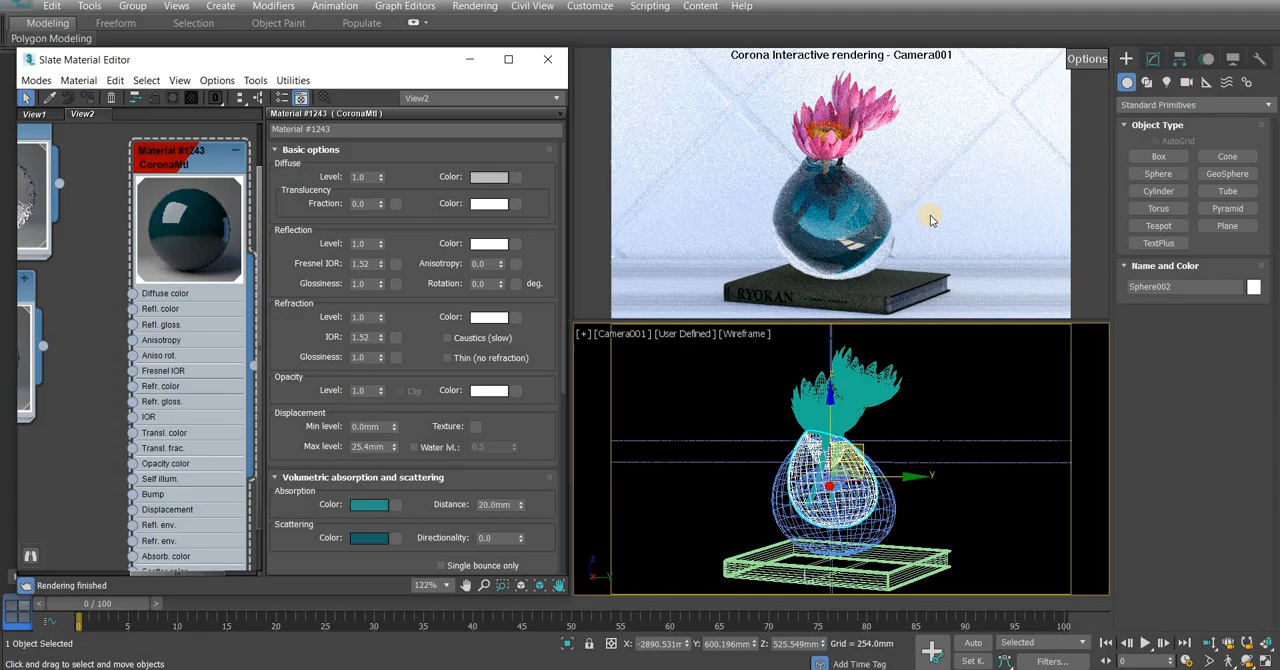 Edit Tools Group Views Create Modifiers Animation Graph Editors Rendering Civil View Customize Scripting Content Help
Modeling Freeform Selection Object Paint Populate
Polygon Modeling
Slate Material Editor
Modes Material Edit Select View Options Tools Utilities
View2
View1 View2
Material #1243 ( CoronaMtl )
Material #1243
Material #1243
CoronaMtl
Diffuse color
Refl. color
Refl. gloss.
Anisotropy
Aniso rot.
Fresnel IOR
Refr. color
Refr. gloss.
IOR
Transl. color
Transl. frac.
Opacity color
Self illum.
Bump
Displacement
Refl. env.
Refr. env.
Absorb. color
Basic options
Diffuse
Level: 1.0 Color:
Translucency
Fraction: 0.0 Color:
Reflection
Level: 1.0 Color:
Fresnel IOR: 1.52 Anisotropy: 0.0
Glossiness: 1.0 Rotation: 0.0 deg.
Refraction
Level: 1.0 Color:
IOR: 1.52 Caustics (slow)
Glossiness: 1.0 Thin (no refraction)
Opacity
Level: 1.0 Clip Color:
Displacement
Min level: 0.0mm Texture:
Max level: 25.4mm Water lvl.: 0.5
Volumetric absorption and scattering
Absorption
Color: Distance: 20.0mm
Scattering
Color: Directionality: 0.0
Single bounce only
Rendering finished
122%
Corona Interactive rendering - Camera001
Options
RYOKAN
[+] [Camera001] [User Defined] [Wireframe]
z
y
Standard Primitives
Object Type
AutoGrid
Box Cone
Sphere GeoSphere
Cylinder Tube
Torus Pyramid
Teapot Plane
TextPlus
Name and Color
Sphere002
0 / 100
5 10 15 20 25 30 35 40 45 50 55 60 65 70 75 80 85 90 95 100
1 Object Selected
X: -2890.531m Y: 600.196mm Z: 525.549mm Grid = 254.0mm
Auto Selected
Click and drag to select and move objects
Add Time Tag
Set K. Filters...
0